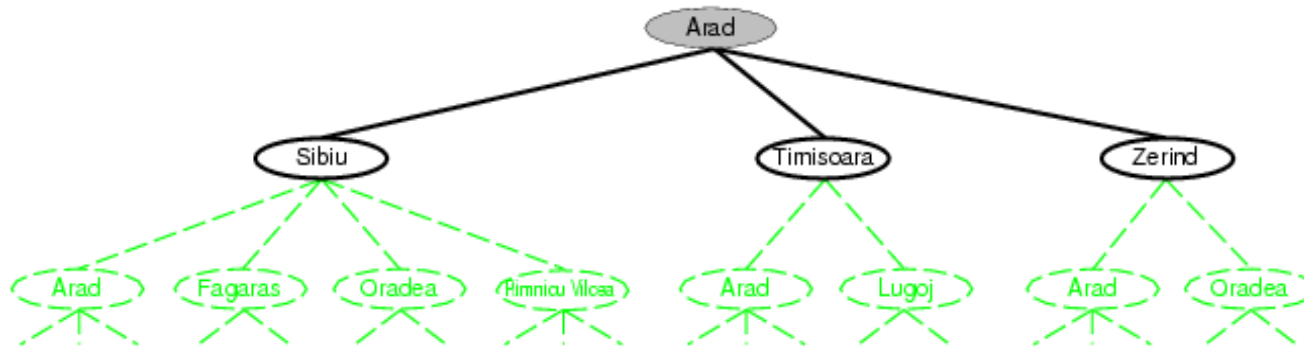 Arad
Sibiu
Timisoara
Zerind
Arad
Fagaras
Oradea
Rimnicu Vilcea
Arad
Lugoj
Arad
Oradea